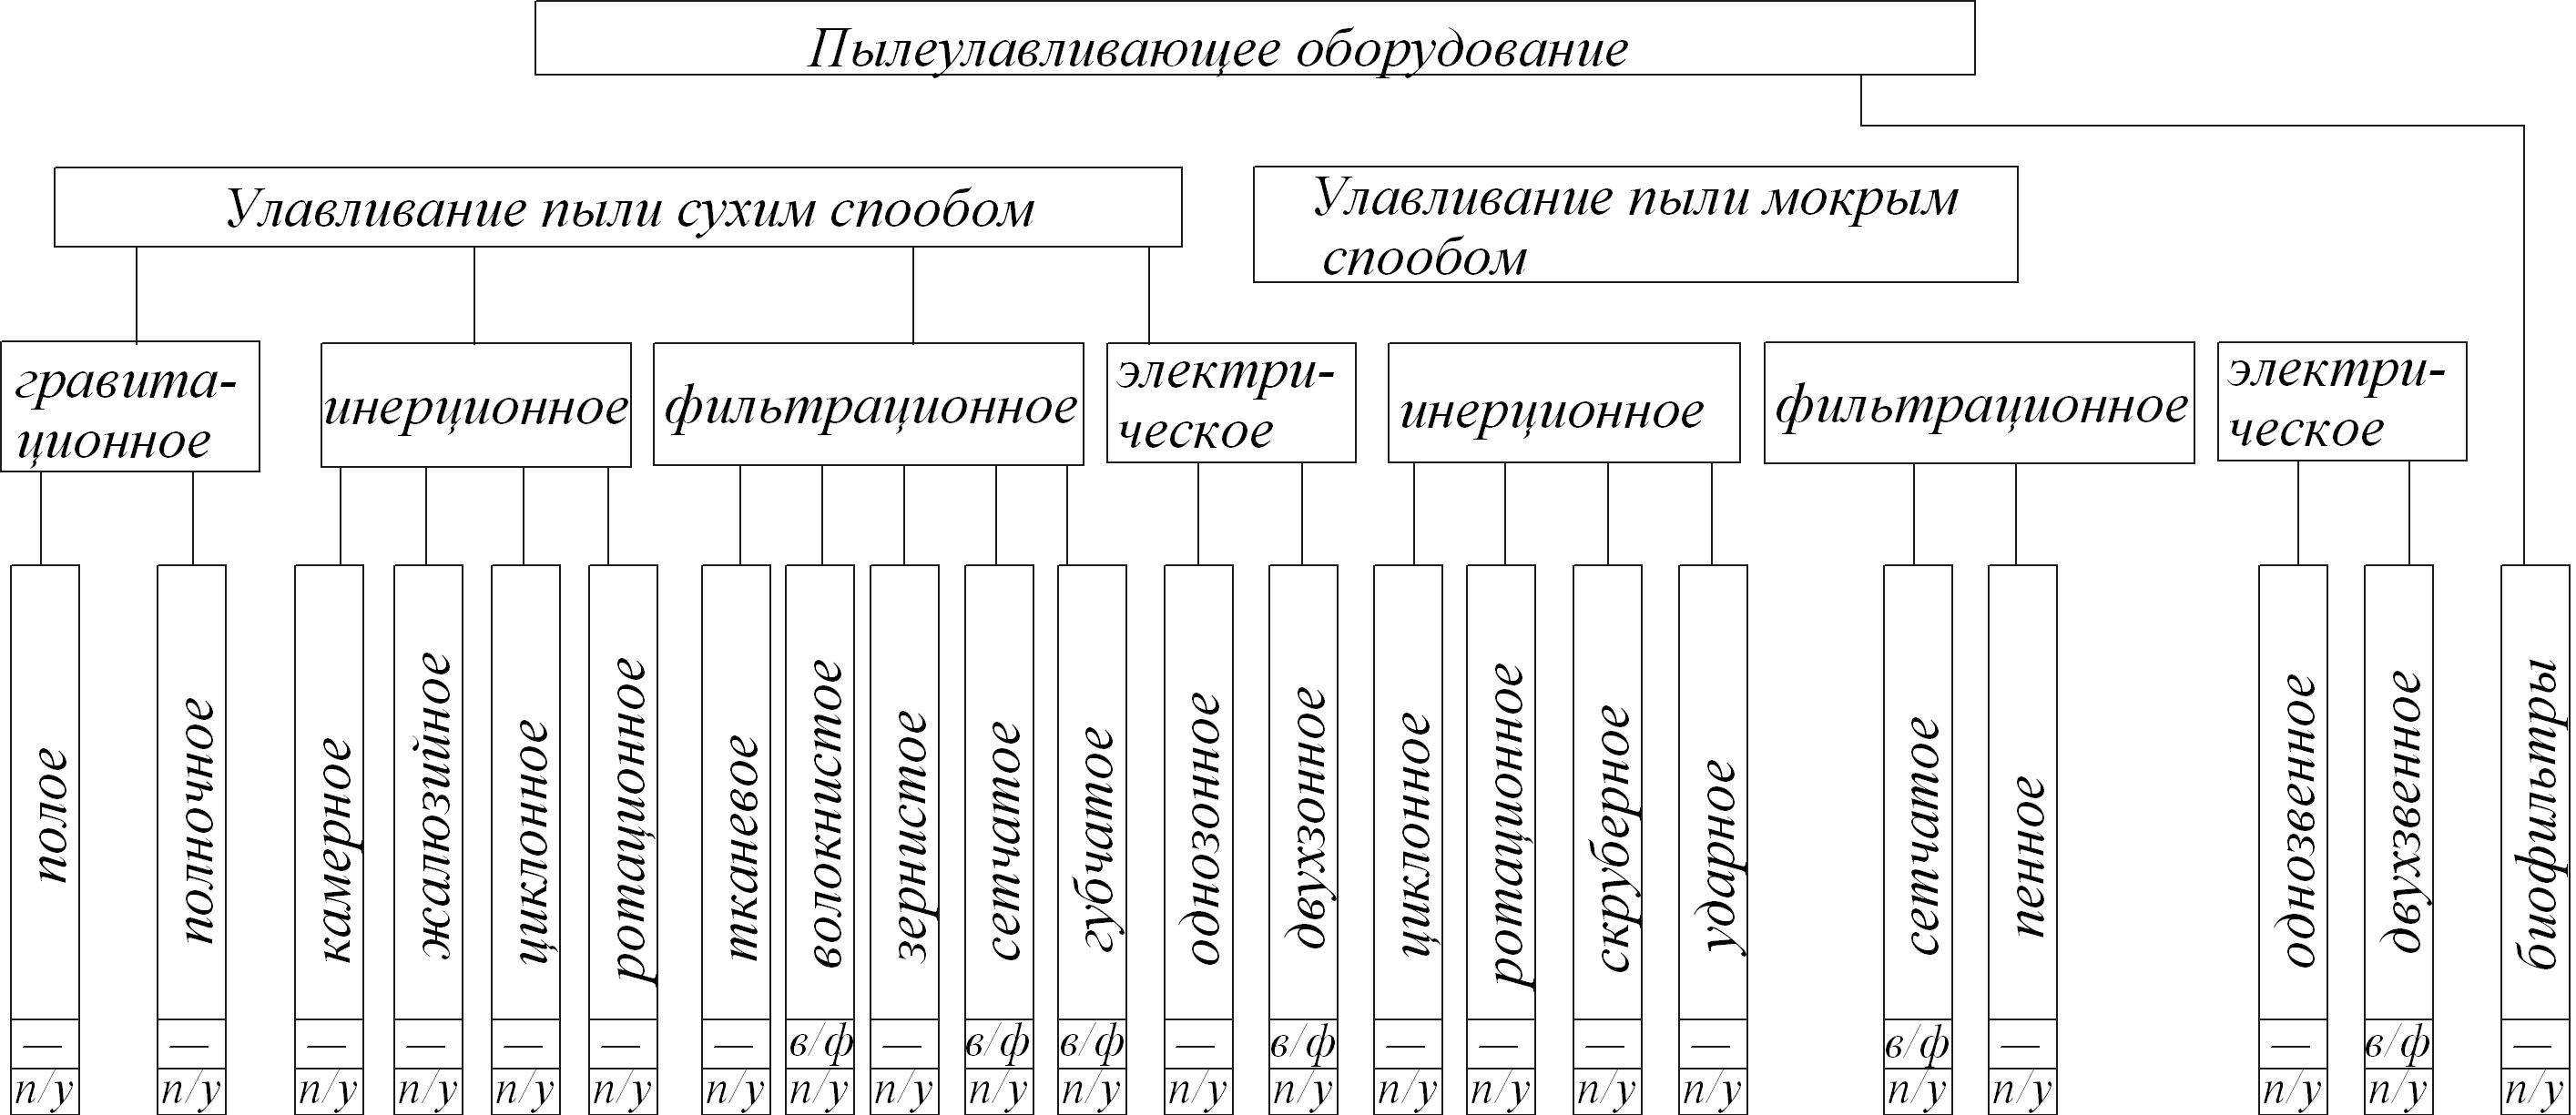 Пылеулавливающее оборудование
Улавливание пыли сухим спообом
Улавливание пыли мокрым
спообом
гравита-
ционное
инерционное
фильтрационное
электри-
ческое
инерционное
фильтрационное
электри-
ческое
полое
полночное
камерное
жалюзийное
циклонное
ротационное
тканевое
волокнистое
зернистое
сетчатое
губчатое
однозонное
двухзонное
циклонное
ротационное
скруберное
ударное
сетчатое
пенное
однозвенное
двухзвенное
биофильтры
— — — — — — — в/ф — в/ф в/ф — в/ф — — — — в/ф — — в/ф —
п/у п/у п/у п/у п/у п/у п/у п/у п/у п/у п/у п/у п/у п/у п/у п/у п/у п/у п/у п/у п/у п/у